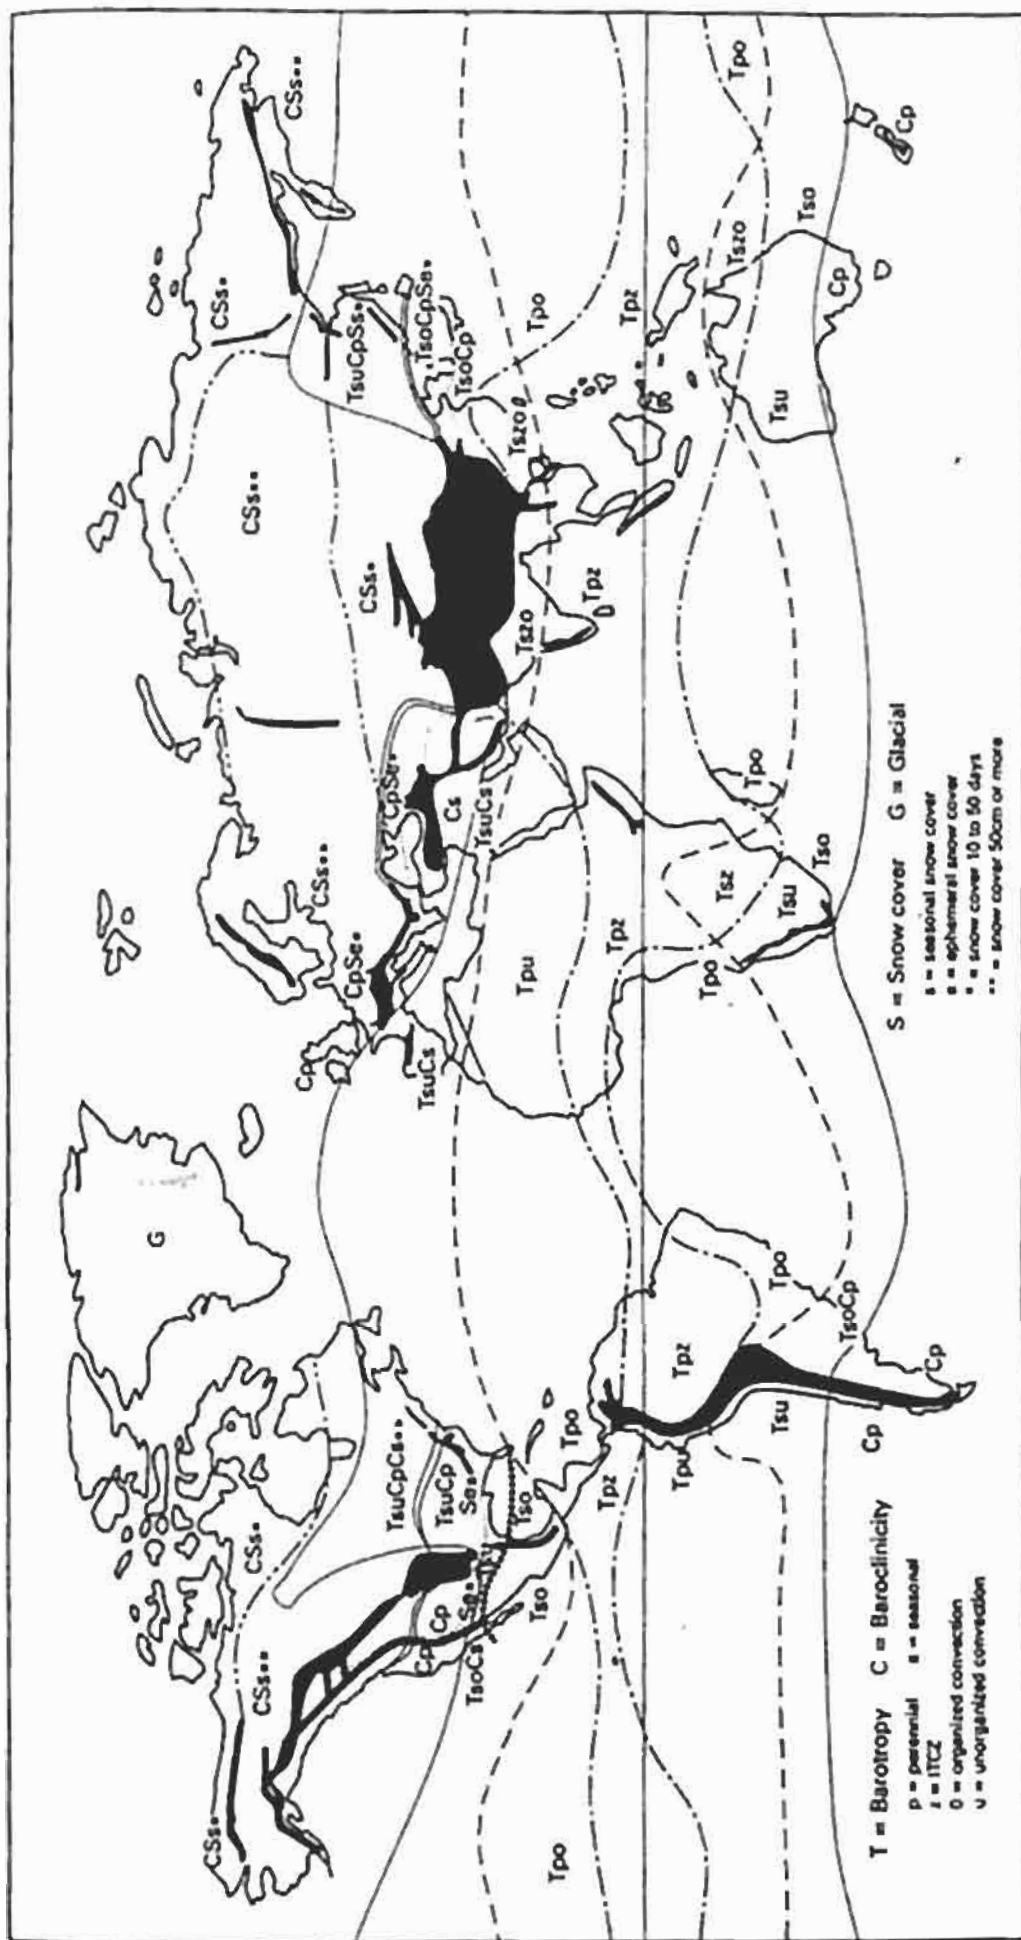 CSs*
CSs**
CSs*
G
TsuCpCs**
TsuCp
Se*
Cp
Cp
Se*
TsoCs
Tso
Tso
Tpo
Tpo
Tpz
Tpu
Tpz
Tsu
Tpo
TsoCp
Cp
Cp
Cp
CpSe*
CSs**
TsuCs
CpSe*
Cs
TsuCs
Tpu
Tpz
Tpo
Tsz
Tsu
Tso
Tpo
CSs**
CSs*
CSs*
CSs**
TsuCpSs*
TsoCpSe*
TsoCp
Tszo
Tszo
Tpz
Tpo
Tpz
Tpo
Tszo
Tso
Tsu
Cp
Cp
T = Barotropy C = Baroclinicity
p = perennial s = seasonal
z = ITCZ
O = organized convection
u = unorganized convection
S = Snow cover G = Glacial
s = seasonal snow cover
e = ephemeral snow cover
* = snow cover 10 to 50 days
** = snow cover 50cm or more